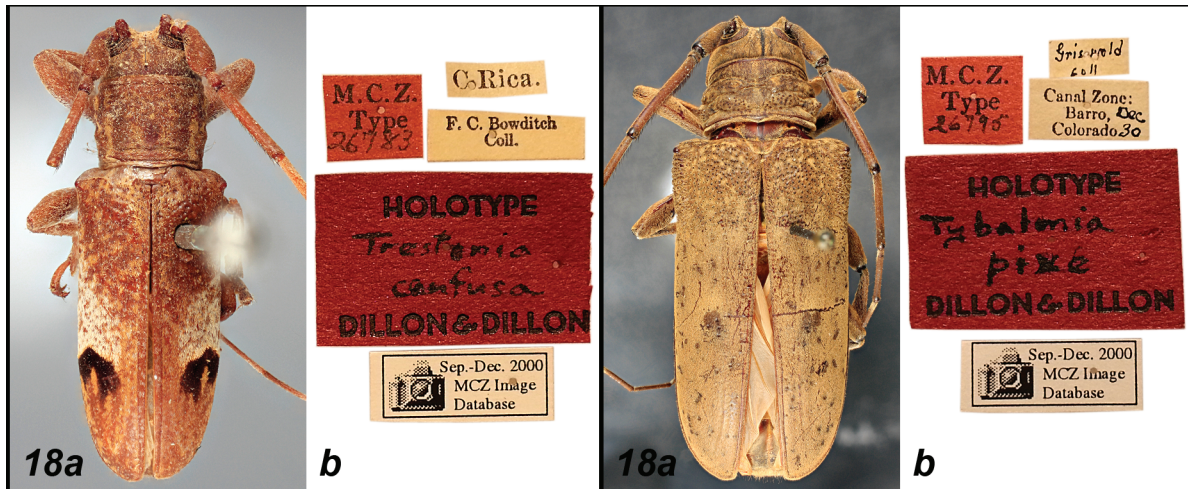 M.C.Z.
Type
26783
C. Rica.
F. C. Bowditch
Coll.
HOLOTYPE
Trestonia
confusa
DILLON & DILLON
Sep.-Dec. 2000
MCZ Image
Database
18a
b
M.C.Z.
Type
26795
Griswold
coll
Canal Zone:
Barro, Dec
Colorado 30
HOLOTYPE
Tybalmia
pixe
DILLON & DILLON
Sep.-Dec. 2000
MCZ Image
Database
18a
b